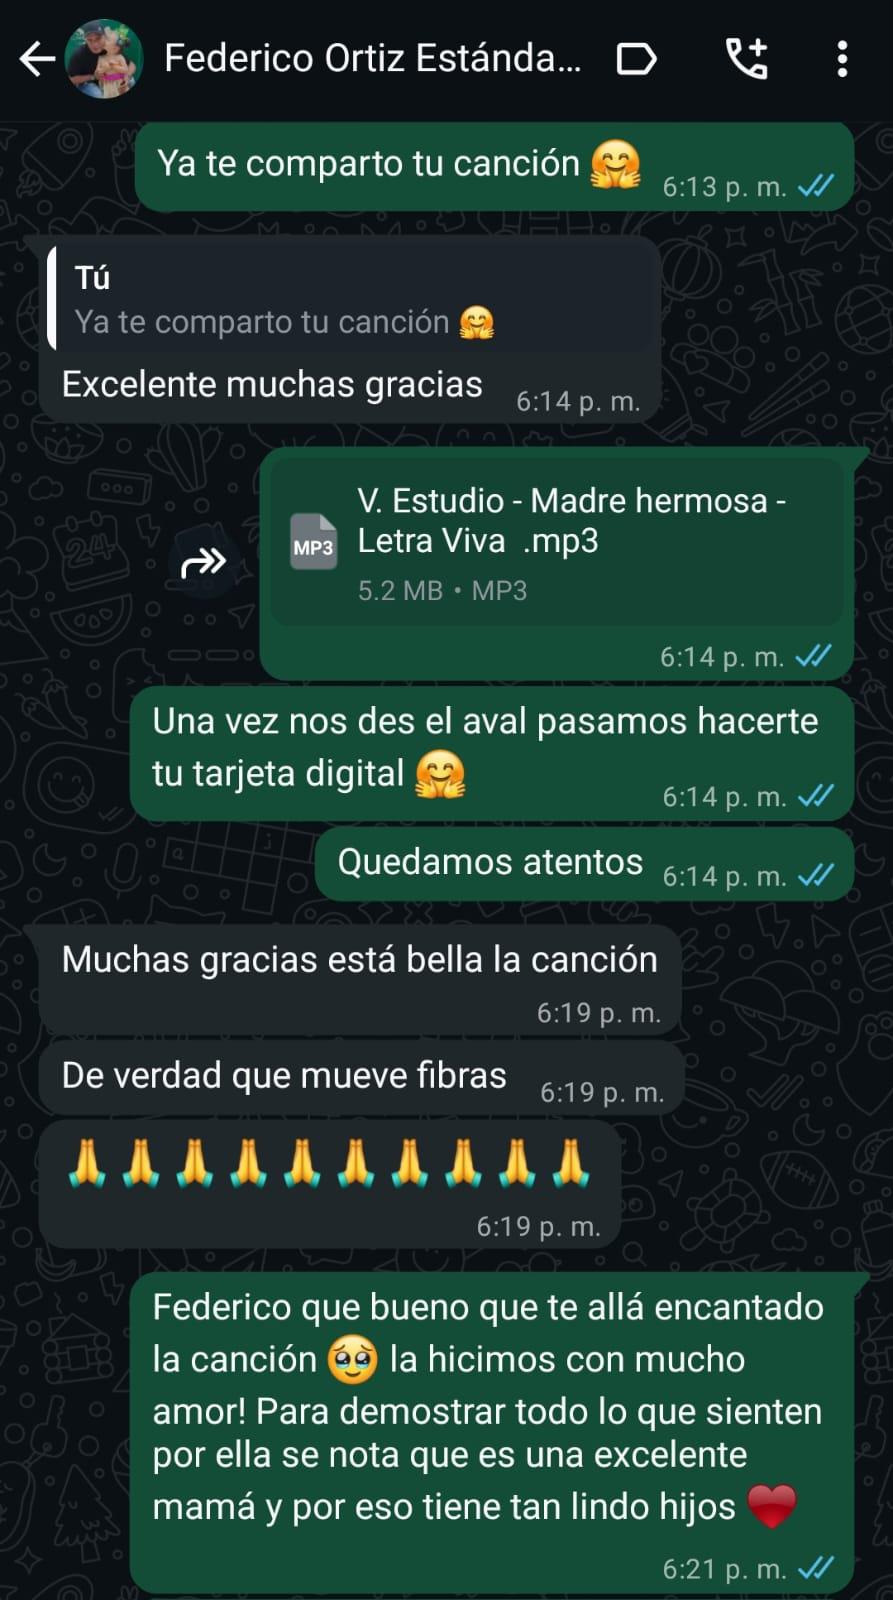 Federico Ortiz Estánda...
Ya te comparto tu canción 🤗
6:13 p. m.
Tú
Ya te comparto tu canción 🤗
Excelente muchas gracias
6:14 p. m.
V. Estudio - Madre hermosa -
MP3
Letra Viva .mp3
5.2 MB • MP3
6:14 p. m.
Una vez nos des el aval pasamos hacerte
tu tarjeta digital 🤗
6:14 p. m.
Quedamos atentos
6:14 p. m.
Muchas gracias está bella la canción
6:19 p. m.
De verdad que mueve fibras
6:19 p. m.
🙏🙏🙏🙏🙏🙏🙏🙏🙏🙏
6:19 p. m.
Federico que bueno que te allá encantado
la canción 🥹 la hicimos con mucho
amor! Para demostrar todo lo que sienten
por ella se nota que es una excelente
mamá y por eso tiene tan lindo hijos ❤️
6:21 p. m.